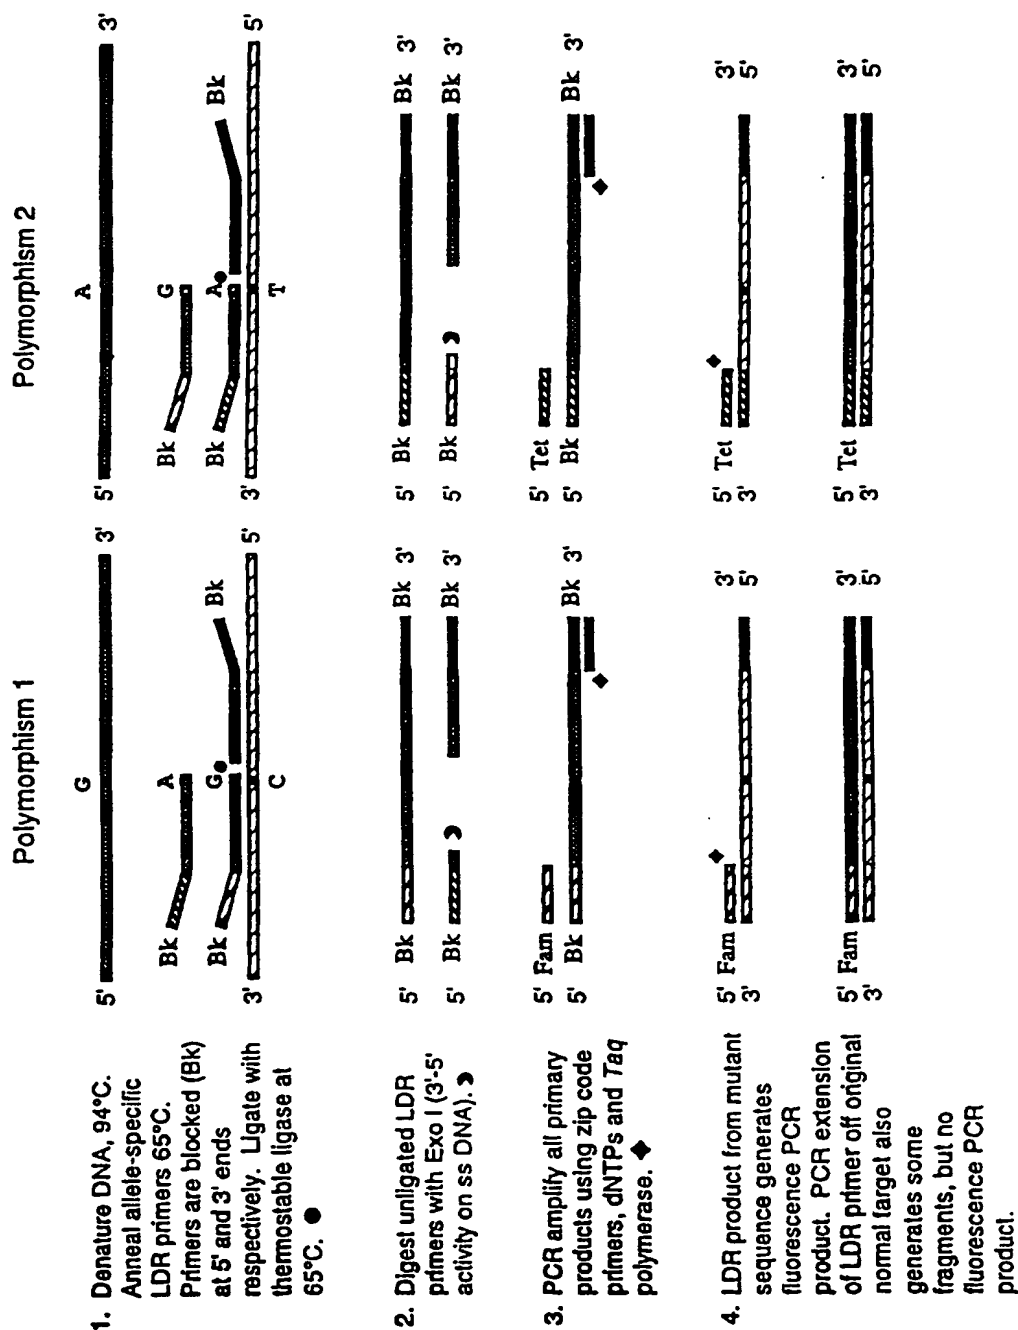 Polymorphism 1
Polymorphism 2
1. Denature DNA, 94°C.
Anneal allele-specific
LDR primers 65°C.
Primers are blocked (Bk)
at 5' and 3' ends
respectively. Ligate with
thermostable ligase at
65°C. ●
5' G 3'
Bk A
Bk G Bk
3' C 5'
5' A 3'
Bk G
Bk A Bk
3' T 5'
2. Digest unligated LDR
primers with Exo I (3'-5'
activity on ss DNA).
5' Bk Bk 3'
5' Bk Bk 3'
5' Bk Bk 3'
5' Bk Bk 3'
3. PCR amplify all primary
products using zip code
primers, dNTPs and Taq
polymerase. ◆
5' Fam
5' Bk Bk 3'
5' Tet
5' Bk Bk 3'
4. LDR product from mutant
sequence generates
fluorescence PCR
product. PCR extension
of LDR primer off original
normal target also
generates some
fragments, but no
fluorescence PCR
product.
5' Fam 3'
3' 5'
5' Fam 3'
3' 5'
5' Tet 3'
3' 5'
5' Tet 3'
3' 5'